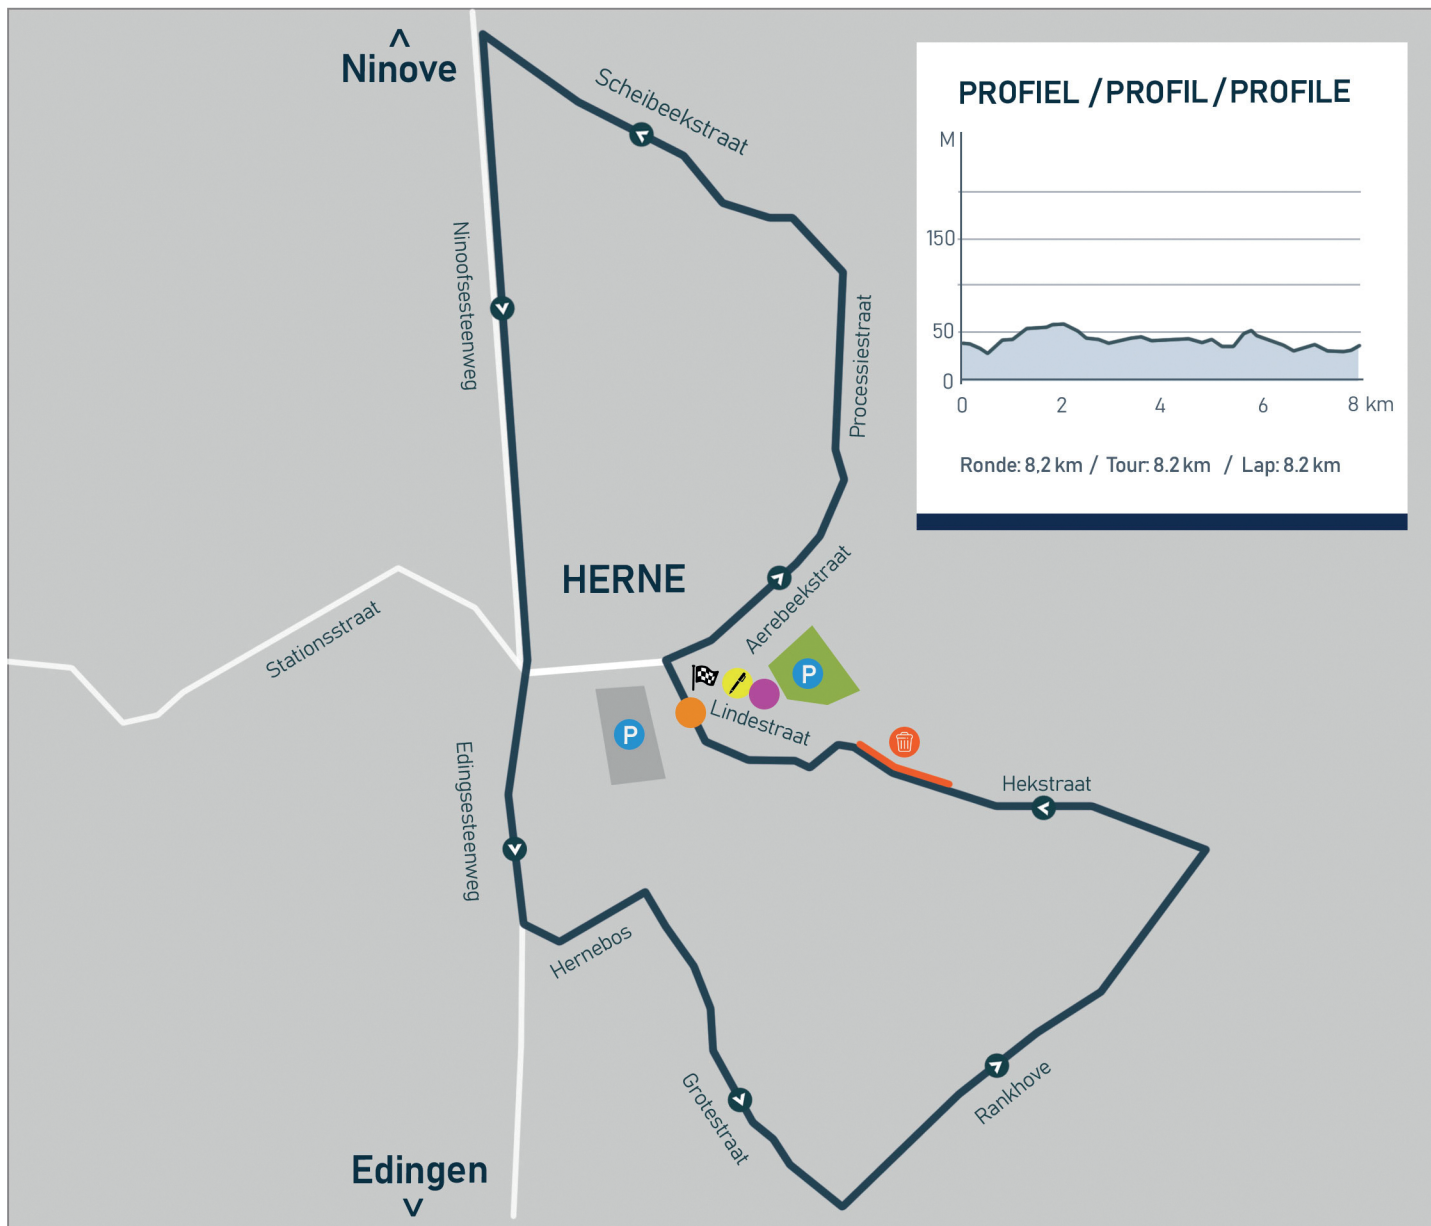 Ninove
Scheibeekstraat
PROFIEL / PROFIL / PROFILE
M
150
50
0
0 2 4 6 8 km
Ronde: 8,2 km / Tour: 8.2 km / Lap: 8.2 km
Ninoofsesteenweg
Processiestraat
HERNE
Aerebeekstraat
Stationsstraat
P
P
Lindestraat
Edingsesteenweg
Hekstraat
Hernebos
Grotestraat
Rankhove
Edingen